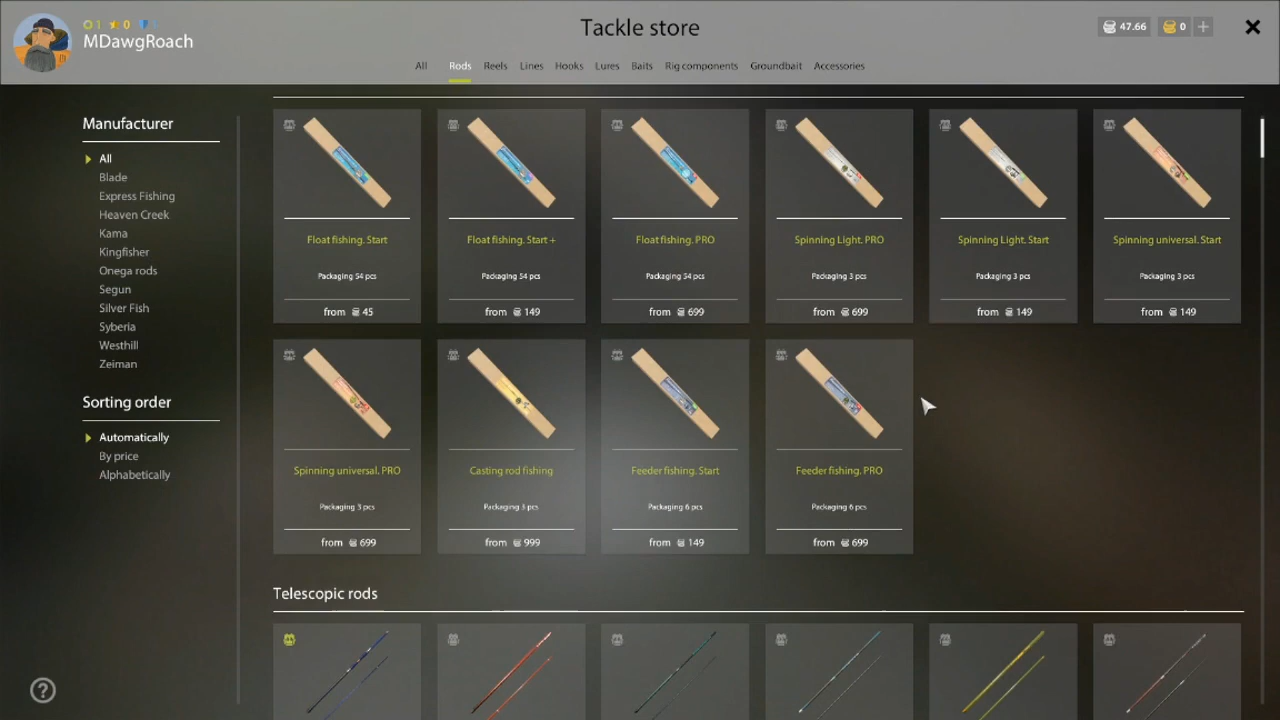 1 0
MDawgRoach
Tackle store
47.66 0 +
All Rods Reels Lines Hooks Lures Baits Rig components Groundbait Accessories
Manufacturer
All
Blade
Express Fishing
Heaven Creek
Kama
Kingfisher
Onega rods
Segun
Silver Fish
Syberia
Westhill
Zeiman
Sorting order
Automatically
By price
Alphabetically
Float fishing. Start
Packaging 54 pcs
from 45
Float fishing. Start +
Packaging 54 pcs
from 149
Float fishing. PRO
Packaging 54 pcs
from 699
Spinning Light. PRO
Packaging 3 pcs
from 699
Spinning Light. Start
Packaging 3 pcs
from 149
Spinning universal. Start
Packaging 3 pcs
from 149
Spinning universal. PRO
Packaging 3 pcs
from 699
Casting rod fishing
Packaging 3 pcs
from 999
Feeder fishing. Start
Packaging 6 pcs
from 149
Feeder fishing. PRO
Packaging 6 pcs
from 699
Telescopic rods
?